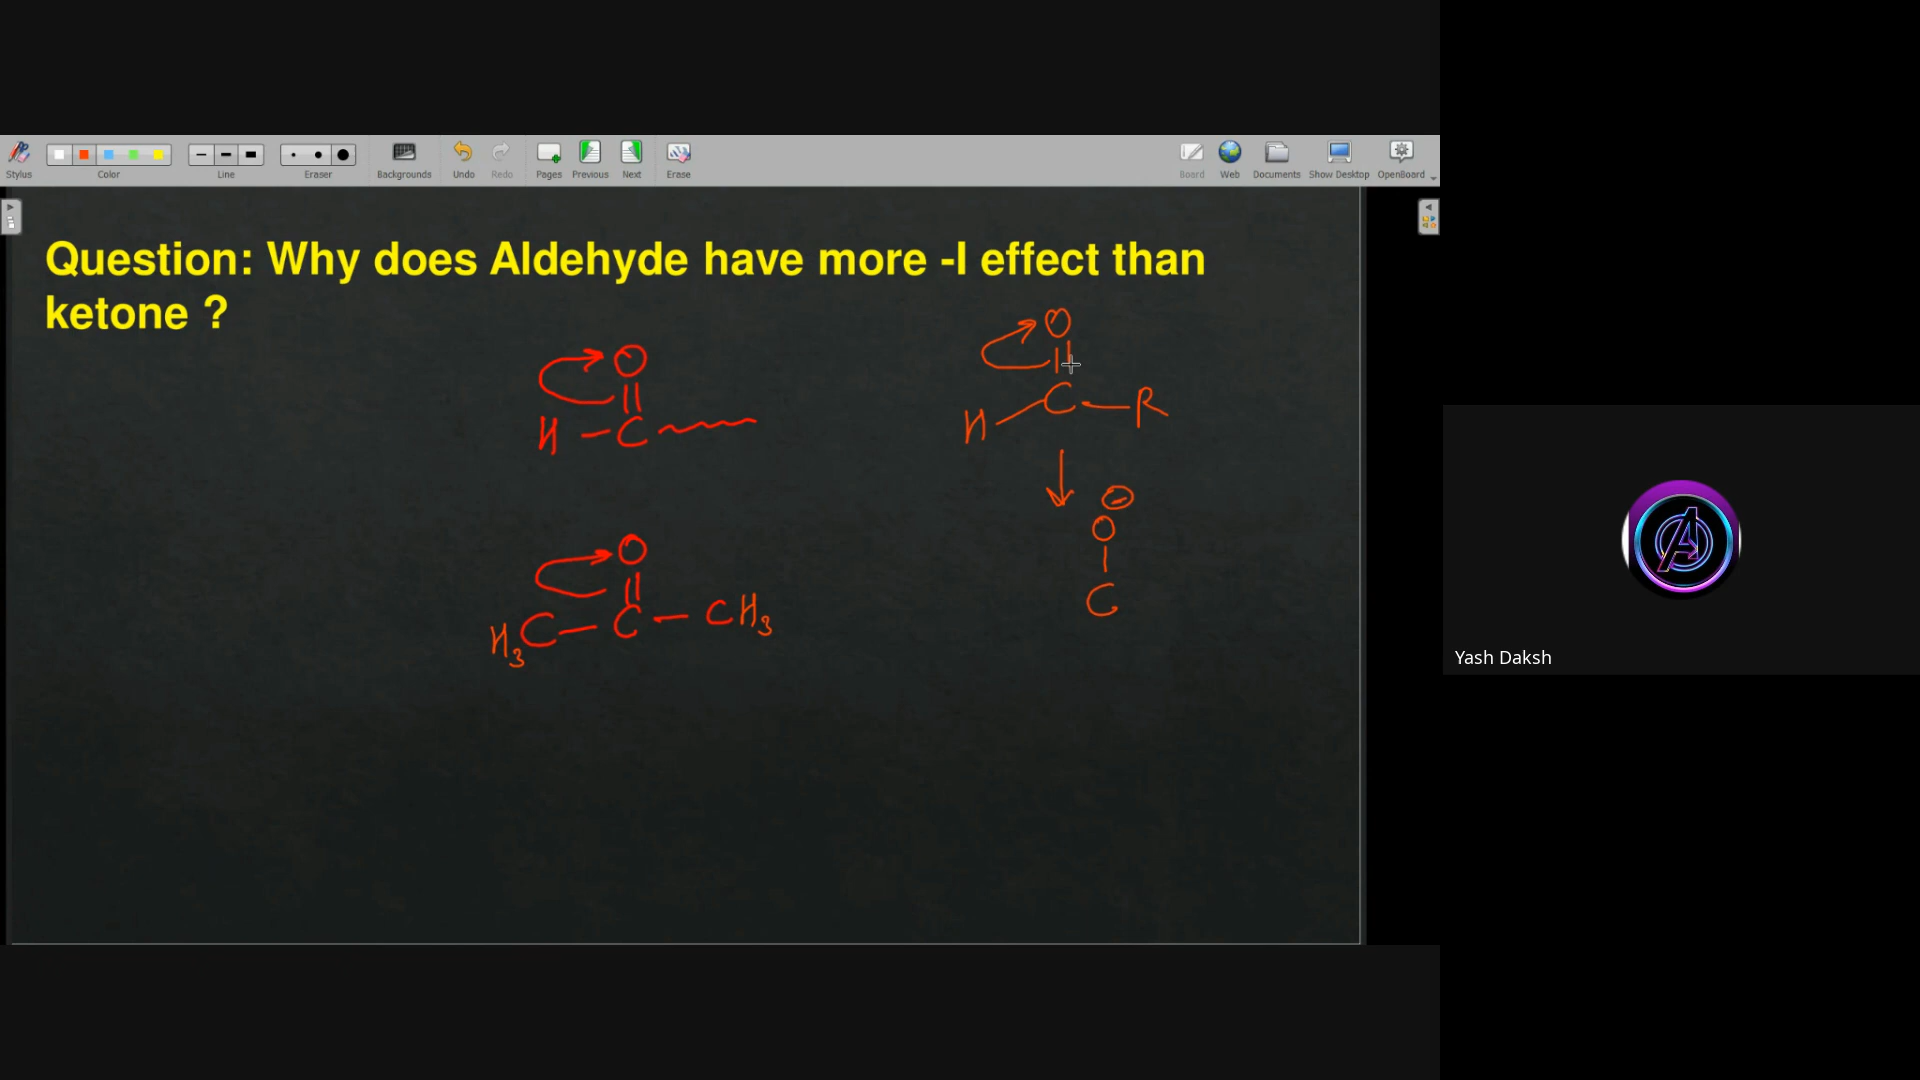 Stylus
Color
Line
Eraser
Backgrounds
Undo
Redo
Pages
Previous
Next
Erase
Board
Web
Documents
Show Desktop
OpenBoard
Question: Why does Aldehyde have more -I effect than
ketone ?
O
H - C
O
H3C - C - CH3
O
H C R
⊖
O
C
Yash Daksh